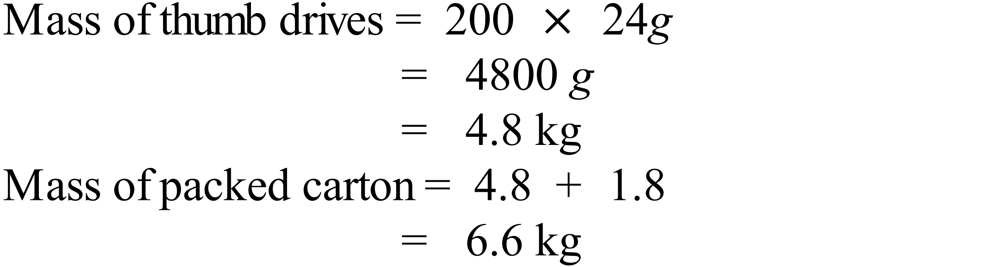 Mass of thumb drives = 200 × 24g
= 4800 g
= 4.8 kg
Mass of packed carton = 4.8 + 1.8
= 6.6 kg